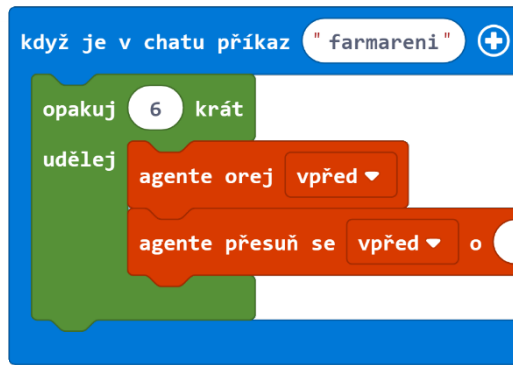 když je v chatu příkaz "farmareni"
opakuj 6 krát
udělej
agente orej vpřed
agente přesuň se vpřed o